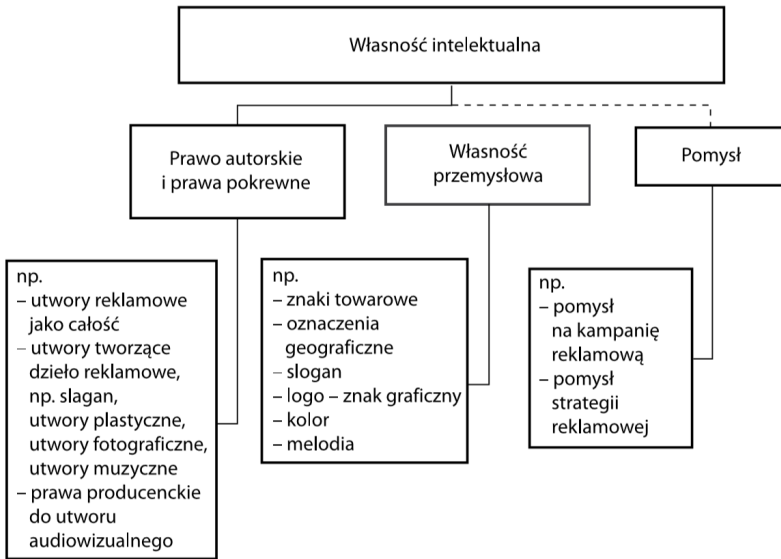 Własność intelektualna
Prawo autorskie
i prawa pokrewne
Własność
przemysłowa
Pomysł
np.
– utwory reklamowe
jako całość
– utwory tworzące
dzieło reklamowe,
np. slagan,
utwory plastyczne,
utwory fotograficzne,
utwory muzyczne
– prawa producenckie
do utworu
audiowizualnego
np.
– znaki towarowe
– oznaczenia
geograficzne
– slogan
– logo – znak graficzny
– kolor
– melodia
np.
– pomysł
na kampanię
reklamową
– pomysł
strategii
reklamowej